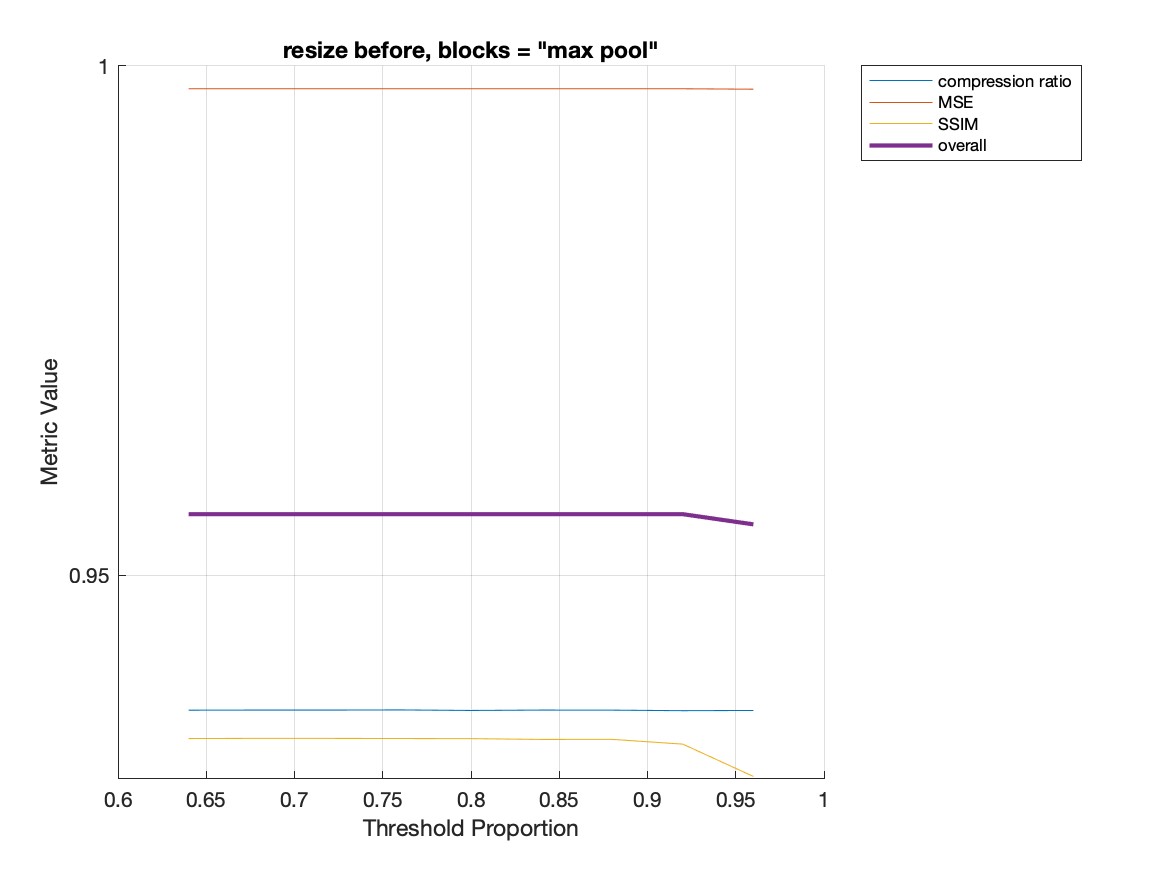 resize before, blocks = "max pool"
1
0.95
Metric Value
0.6 0.65 0.7 0.75 0.8 0.85 0.9 0.95 1
Threshold Proportion
compression ratio
MSE
SSIM
overall